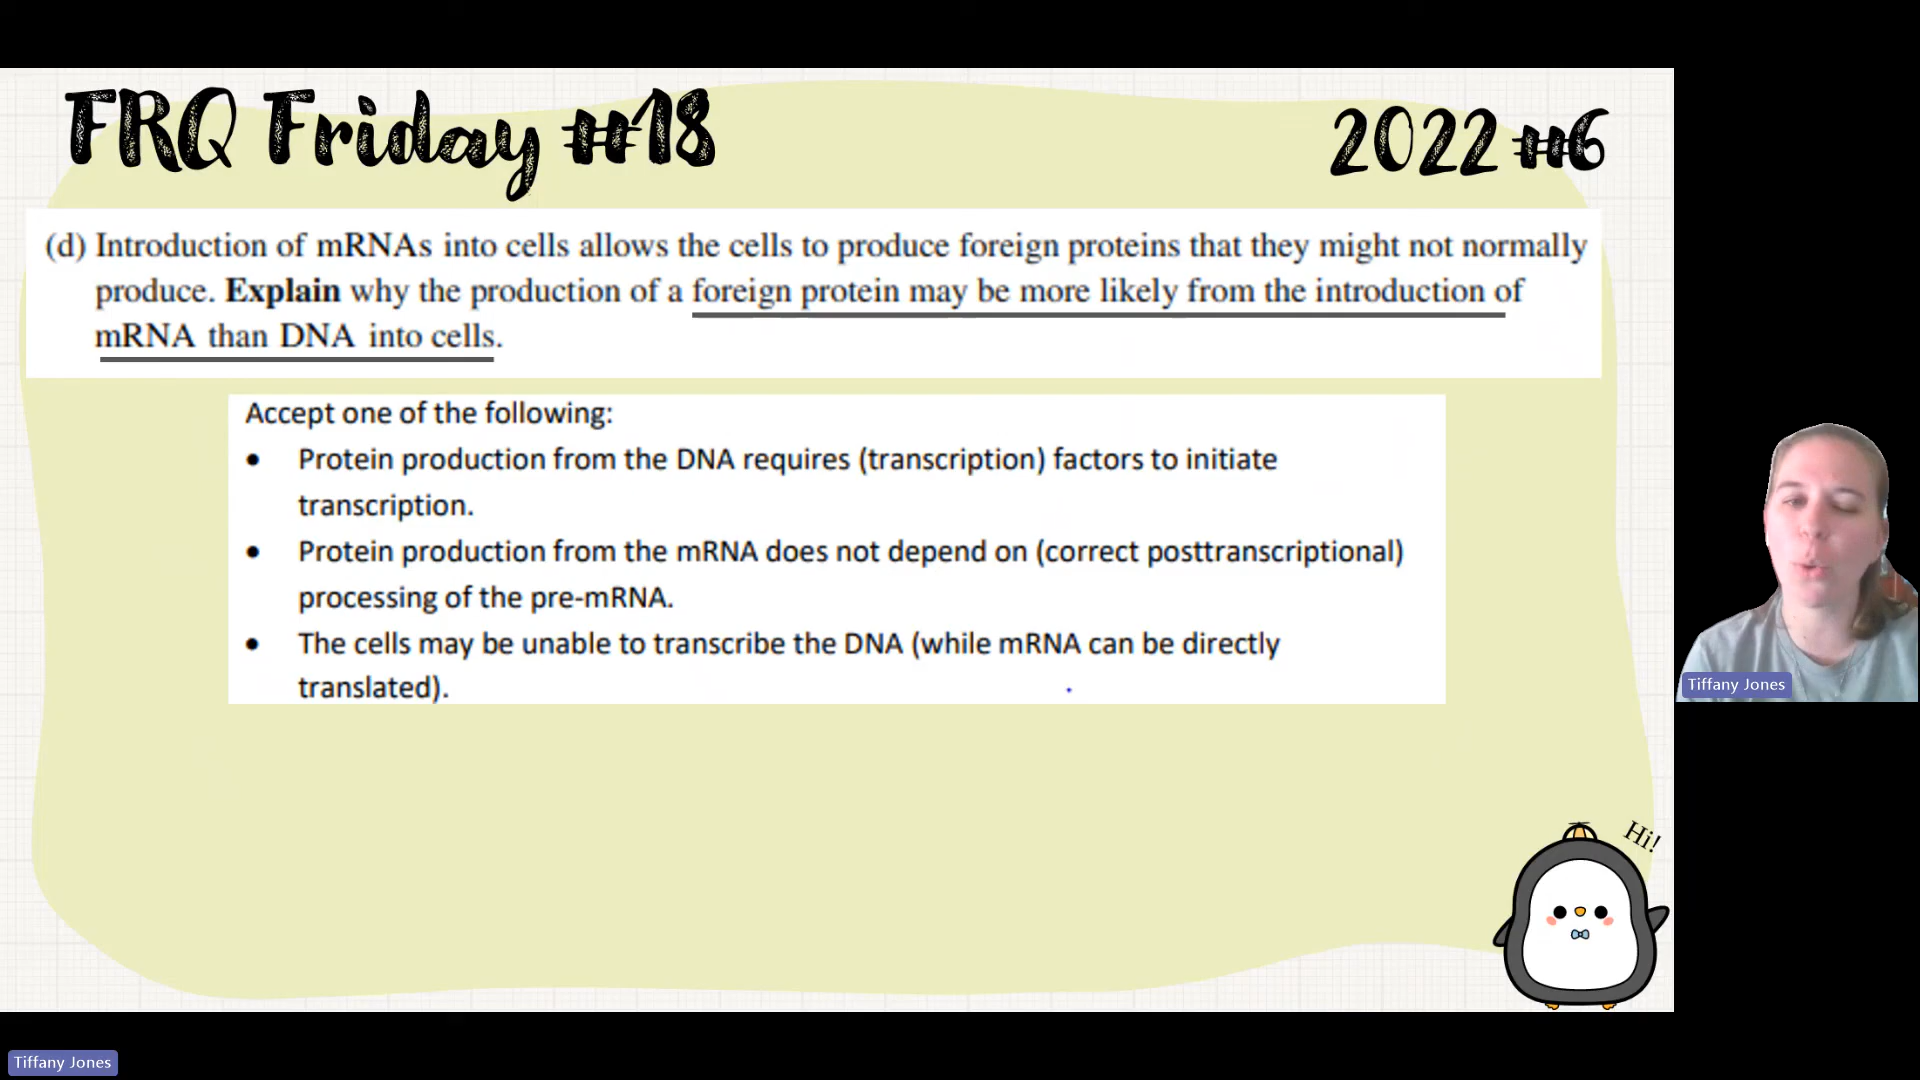 FRQ Friday #18
2022 #6
(d) Introduction of mRNAs into cells allows the cells to produce foreign proteins that they might not normally
produce. Explain why the production of a foreign protein may be more likely from the introduction of
mRNA than DNA into cells.
Accept one of the following:
• Protein production from the DNA requires (transcription) factors to initiate
transcription.
• Protein production from the mRNA does not depend on (correct posttranscriptional)
processing of the pre-mRNA.
• The cells may be unable to transcribe the DNA (while mRNA can be directly
translated).
Tiffany Jones
Hi!
Tiffany Jones